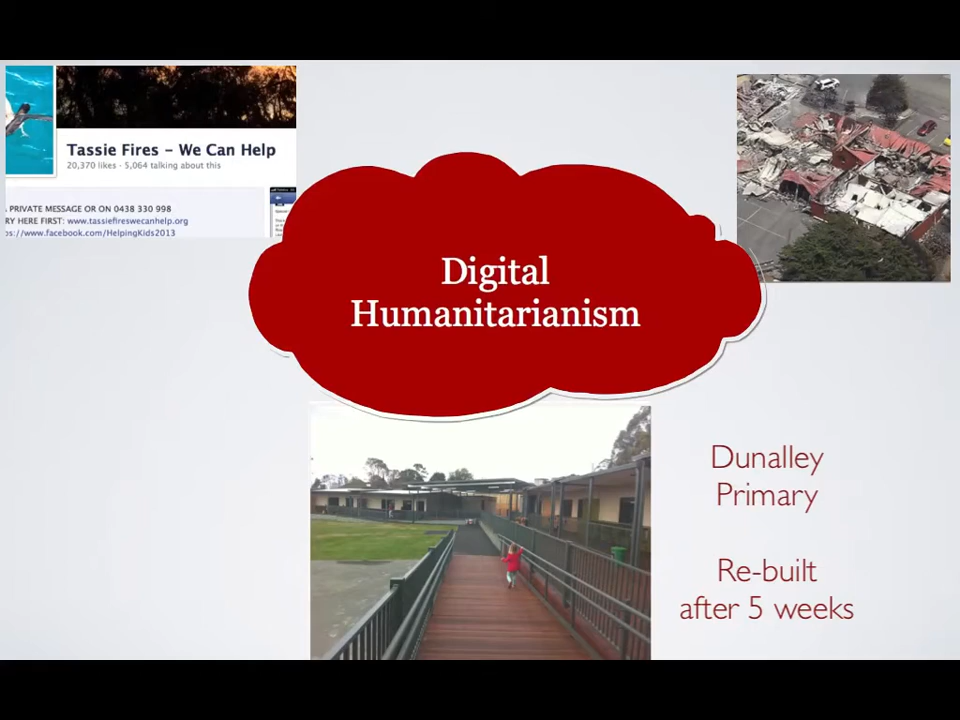 Tassie Fires – We Can Help
20,370 likes · 5,064 talking about this
PRIVATE MESSAGE OR ON 0438 330 998
HERE FIRST: www.tassiefireswecanhelp.org
https://www.facebook.com/HelpingKids2013
Digital
Humanitarianism
Dunalley
Primary
Re-built
after 5 weeks